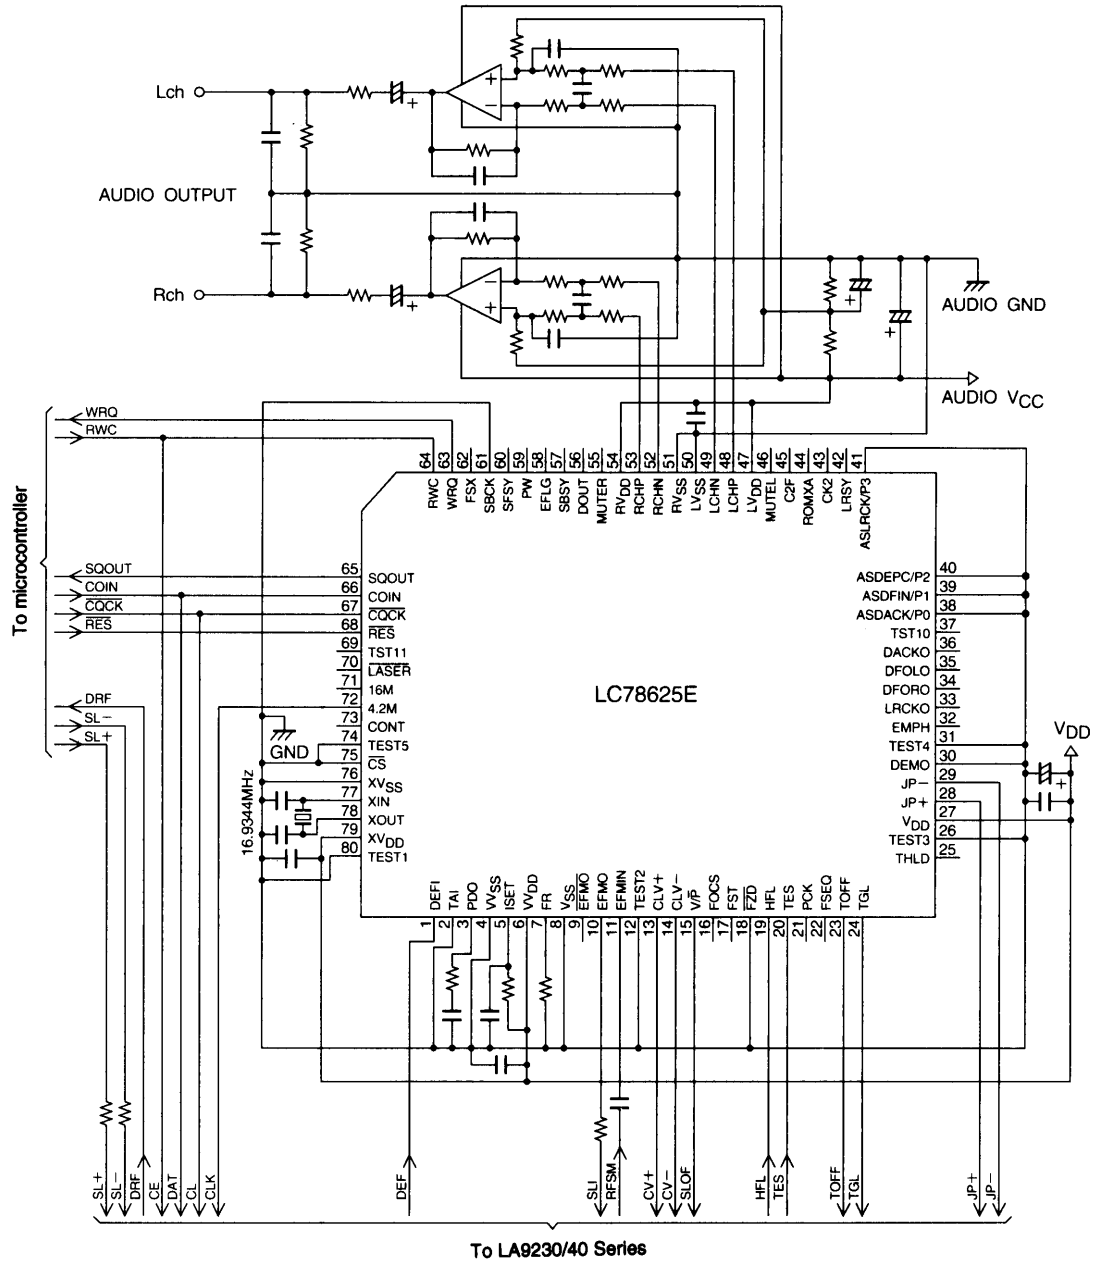 Lch
+
+
−
AUDIO OUTPUT
Rch
+
−
+
+
+
AUDIO GND
AUDIO VCC
To microcontroller
WRQ
RWC
64 63 62 61 60 59 58 57 56 55 54 53 52 51 50 49 48 47 46 45 44 43 42 41
RWC WRQ FSX SBCK SFSY PW EFLG SBSY DOUT MUTER RVDD RCHP RCHN RVSS LVSS LCHN LCHP LVDD MUTEL C2F ROMXA CK2 LRSY ASLRCK/P3
SQOUT 65 SQOUT
COIN 66 COIN
CQCK 67 CQCK
RES 68 RES
69 TST11
70 LASER
71 16M
DRF 72 4.2M
SL− 73 CONT
SL+ 74 TEST5
GND
75 CS
76 XVSS
77 XIN
78 XOUT
79 XVDD
80 TEST1
16.9344MHz
LC78625E
ASDEPC/P2 40
ASDFIN/P1 39
ASDACK/P0 38
TST10 37
DACKO 36
DFOLO 35
DFORO 34
LRCKO 33
EMPH 32
TEST4 31
DEMO 30
JP− 29
JP+ 28
VDD 27
TEST3 26
THLD 25
VDD
+
DEFI TAI PDO VVSS ISET VVDD FR VSS EFMO EFMO EFMIN TEST2 CLV+ CLV− V/P FOCS FST FZD HFL TES PCK FSEQ TOFF TGL
1 2 3 4 5 6 7 8 9 10 11 12 13 14 15 16 17 18 19 20 21 22 23 24
SL+ SL− DRF CE DAT CL CLK DEF SLI RFSM CV+ CV− SLOF HFL TES TOFF TGL JP+ JP−
To LA9230/40 Series